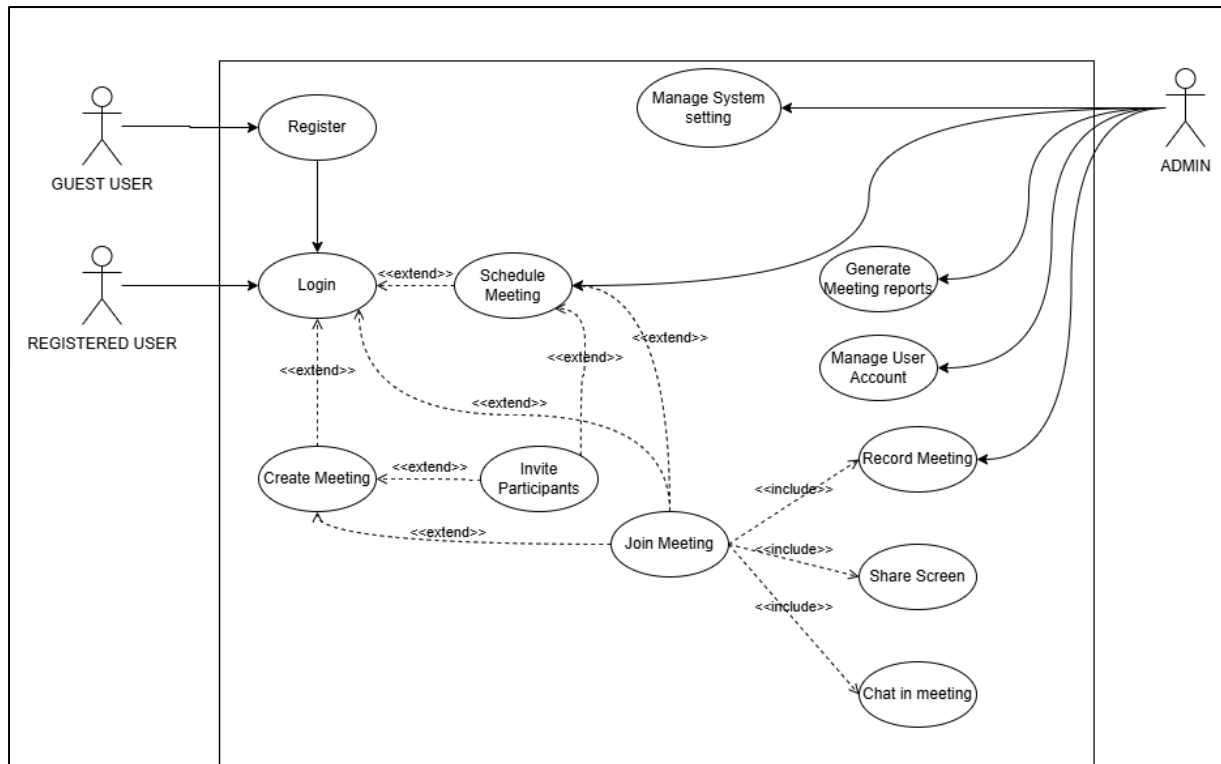 Manage System
setting
Register
GUEST USER
ADMIN
Login
<<extend>>
Schedule
Meeting
Generate
Meeting reports
REGISTERED USER
<<extend>>
<<extend>>
Manage User
Account
<<extend>>
<<extend>>
Create Meeting
<<extend>>
Invite
Participants
Record Meeting
<<include>>
<<extend>>
Join Meeting
<<include>>
Share Screen
<<include>>
Chat in meeting